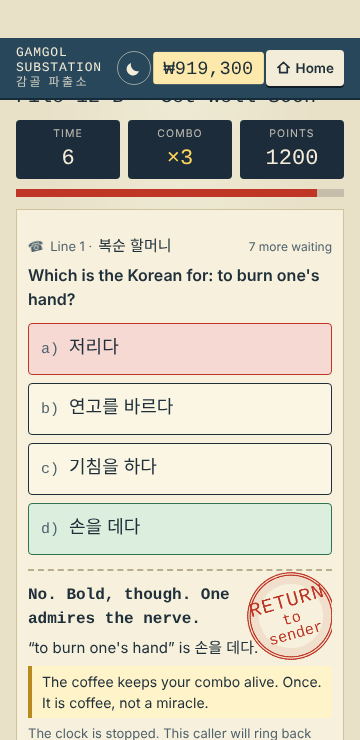 GAMGOL
SUBSTATION
감골 파출소
₩919,300
Home
TIME
6
COMBO
×3
POINTS
1200
☎ Line 1 · 복순 할머니
7 more waiting
Which is the Korean for: to burn one's
hand?
a) 저리다
b) 연고를 바르다
c) 기침을 하다
d) 손을 데다
No. Bold, though. One
admires the nerve.
RETURN
to
sender
“to burn one's hand” is 손을 데다.
The coffee keeps your combo alive. Once.
It is coffee, not a miracle.
The clock is stopped. This caller will ring back